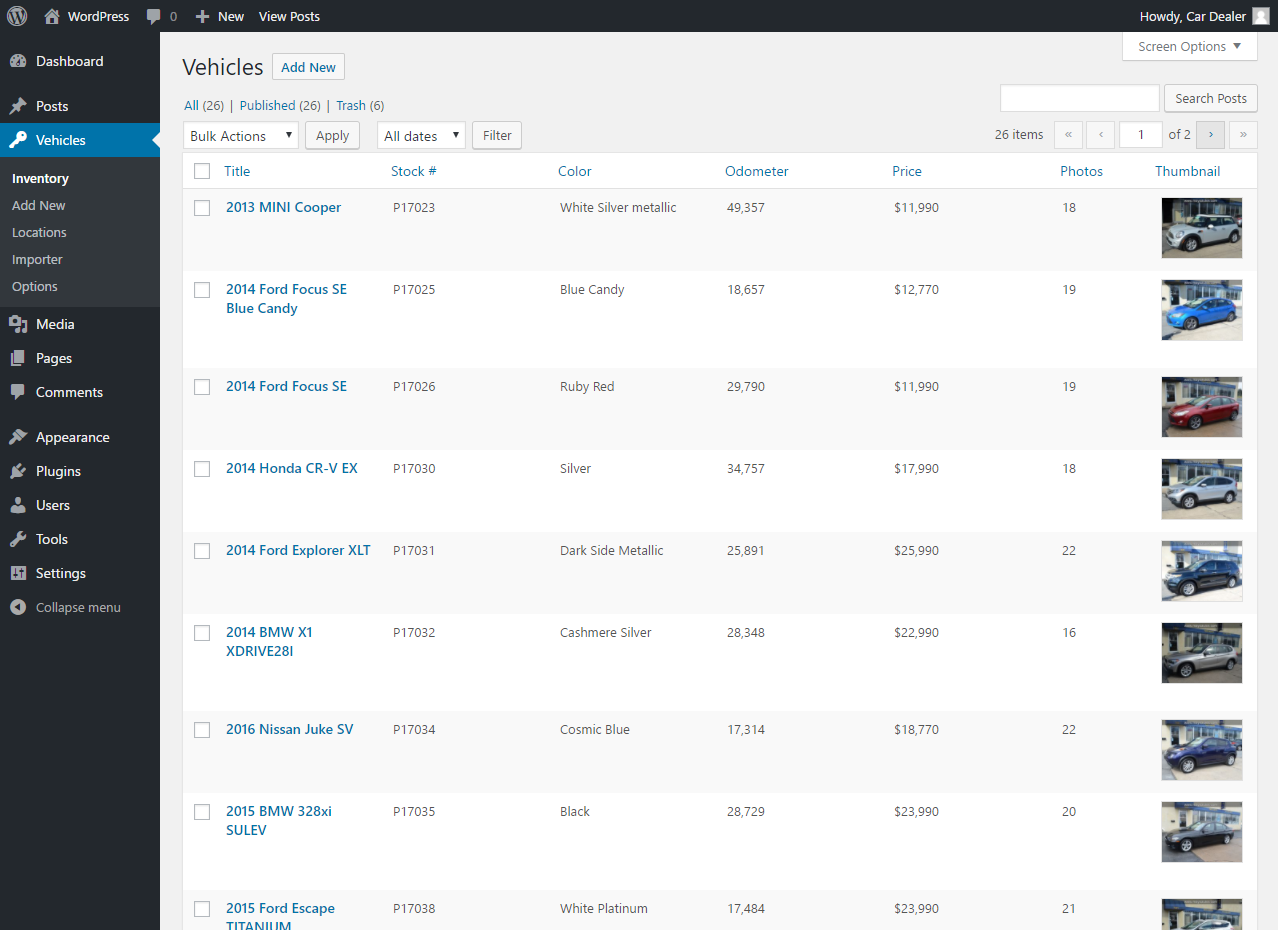 WordPress 0 New View Posts Howdy, Car Dealer
Screen Options ▼
Dashboard
Posts
Vehicles
Inventory
Add New
Locations
Importer
Options
Media
Pages
Comments
Appearance
Plugins
Users
Tools
Settings
Collapse menu
Vehicles Add New
All (26) | Published (26) | Trash (6)
Search Posts
Bulk Actions ▼ Apply All dates ▼ Filter 26 items « ‹ 1 of 2 › »
Title Stock # Color Odometer Price Photos Thumbnail
2013 MINI Cooper P17023 White Silver metallic 49,357 $11,990 18
2014 Ford Focus SE P17025 Blue Candy 18,657 $12,770 19
Blue Candy
2014 Ford Focus SE P17026 Ruby Red 29,790 $11,990 19
2014 Honda CR-V EX P17030 Silver 34,757 $17,990 18
2014 Ford Explorer XLT P17031 Dark Side Metallic 25,891 $25,990 22
2014 BMW X1 P17032 Cashmere Silver 28,348 $22,990 16
XDRIVE28I
2016 Nissan Juke SV P17034 Cosmic Blue 17,314 $18,770 22
2015 BMW 328xi P17035 Black 28,729 $23,990 20
SULEV
2015 Ford Escape P17038 White Platinum 17,484 $23,990 21
TITANIUM